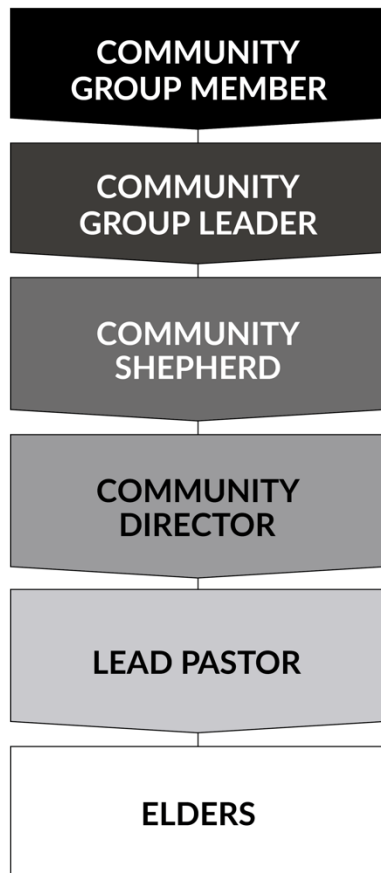 COMMUNITY
GROUP MEMBER
COMMUNITY
GROUP LEADER
COMMUNITY
SHEPHERD
COMMUNITY
DIRECTOR
LEAD PASTOR
ELDERS